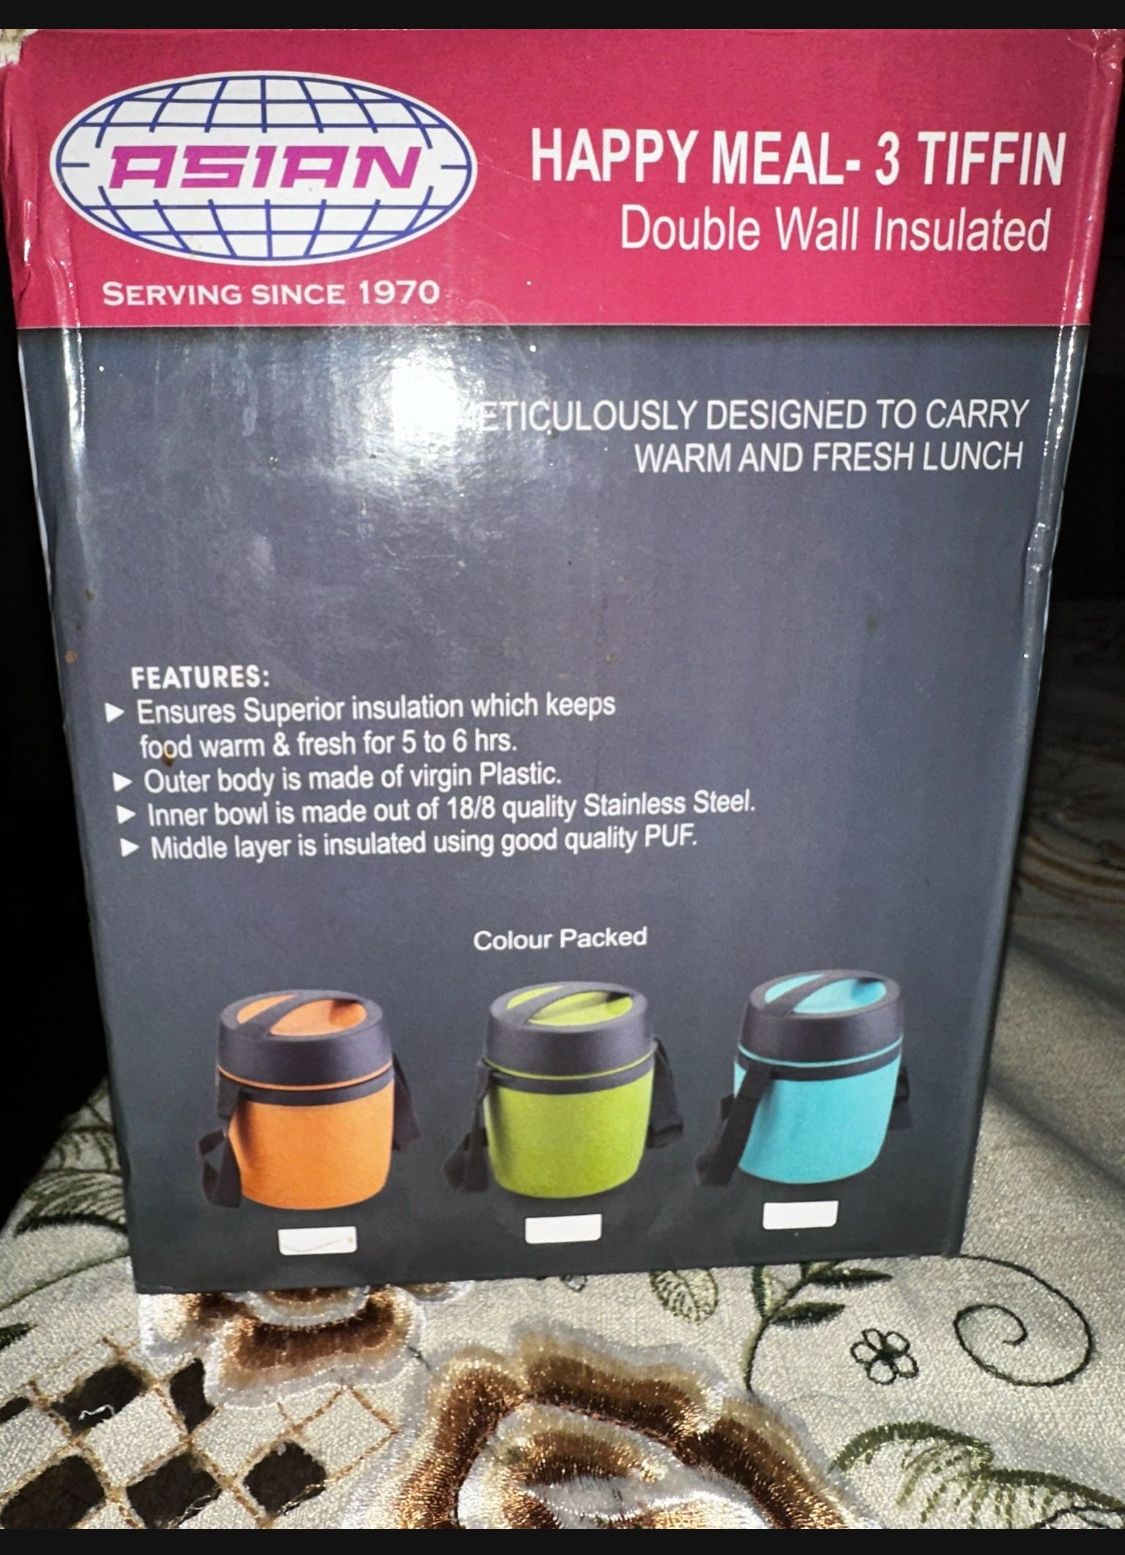 ASIAN
SERVING SINCE 1970
HAPPY MEAL- 3 TIFFIN
Double Wall Insulated
DESIGNED TO CARRY
WARM AND FRESH LUNCH
FEATURES:
► Ensures Superior insulation which keeps
food warm & fresh for 5 to 6 hrs.
► Outer body is made of virgin Plastic.
► Inner bowl is made out of 18/8 quality Stainless Steel.
► Middle layer is insulated using good quality PUF.
Colour Packed